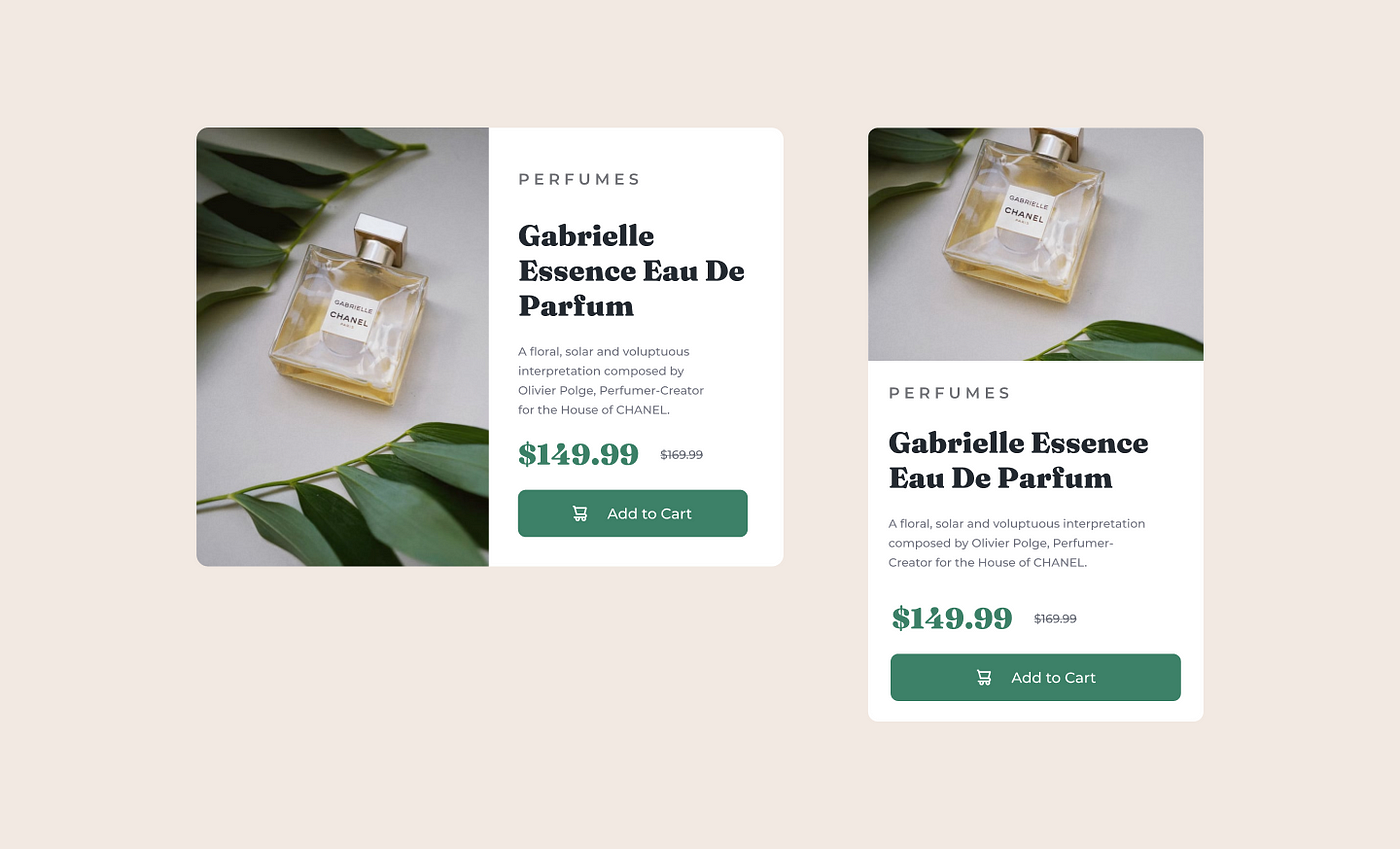 PERFUMES
Gabrielle
Essence Eau De
Parfum
A floral, solar and voluptuous
interpretation composed by
Olivier Polge, Perfumer-Creator
for the House of CHANEL.
$149.99 $169.99
Add to Cart
GABRIELLE
CHANEL
PARIS
GABRIELLE
CHANEL
PARIS
PERFUMES
Gabrielle Essence
Eau De Parfum
A floral, solar and voluptuous interpretation
composed by Olivier Polge, Perfumer-
Creator for the House of CHANEL.
$149.99 $169.99
Add to Cart